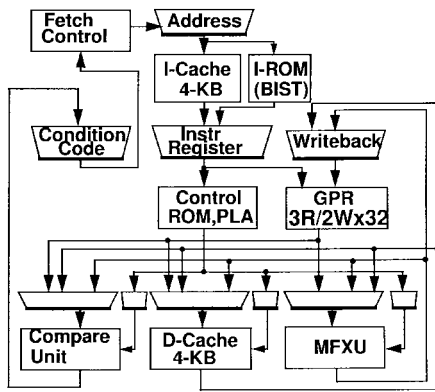 Fetch
Control
Address
I-Cache
4-KB
I-ROM
(BIST)
Condition
Code
Instr
Register
Writeback
Control
ROM,PLA
GPR
3R/2Wx32
Compare
Unit
D-Cache
4-KB
MFXU